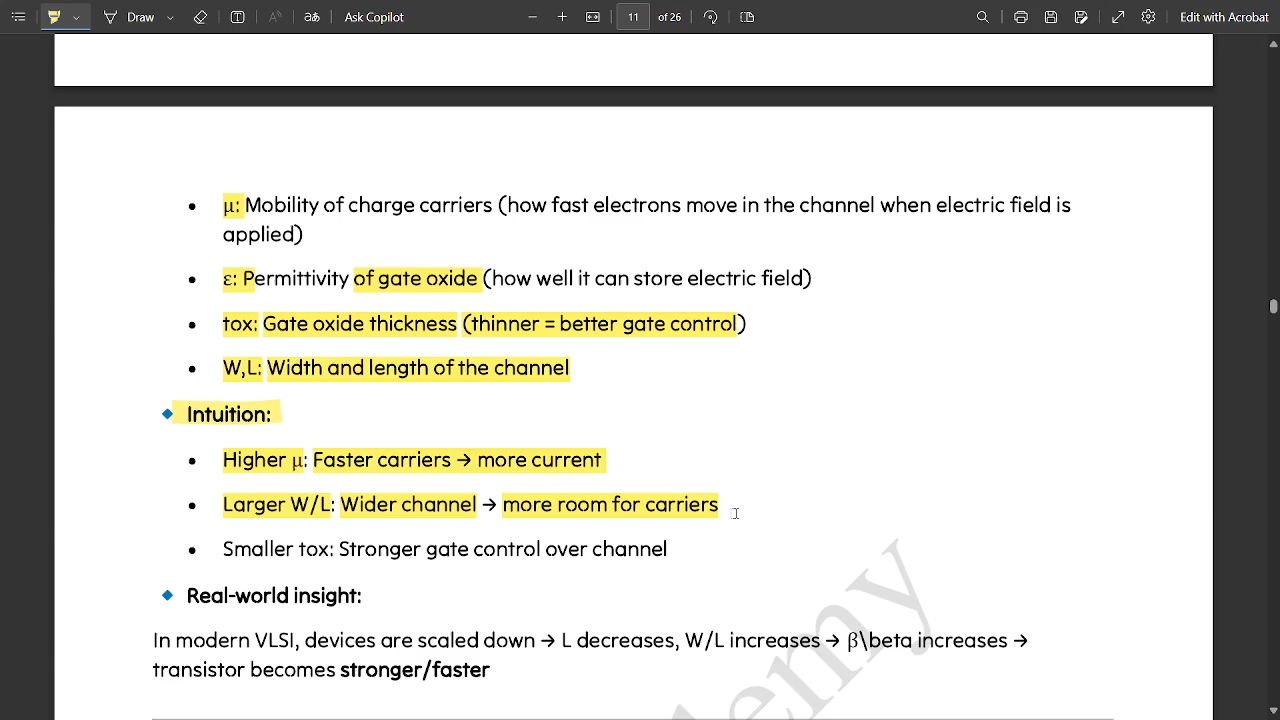 Draw
Ask Copilot
11 of 26
Edit with Acrobat
• μ: Mobility of charge carriers (how fast electrons move in the channel when electric field is
applied)
• ε: Permittivity of gate oxide (how well it can store electric field)
• tox: Gate oxide thickness (thinner = better gate control)
• W,L: Width and length of the channel
Intuition:
• Higher μ: Faster carriers → more current
• Larger W/L: Wider channel → more room for carriers
• Smaller tox: Stronger gate control over channel
Real-world insight:
In modern VLSI, devices are scaled down → L decreases, W/L increases → β\beta increases →
transistor becomes stronger/faster